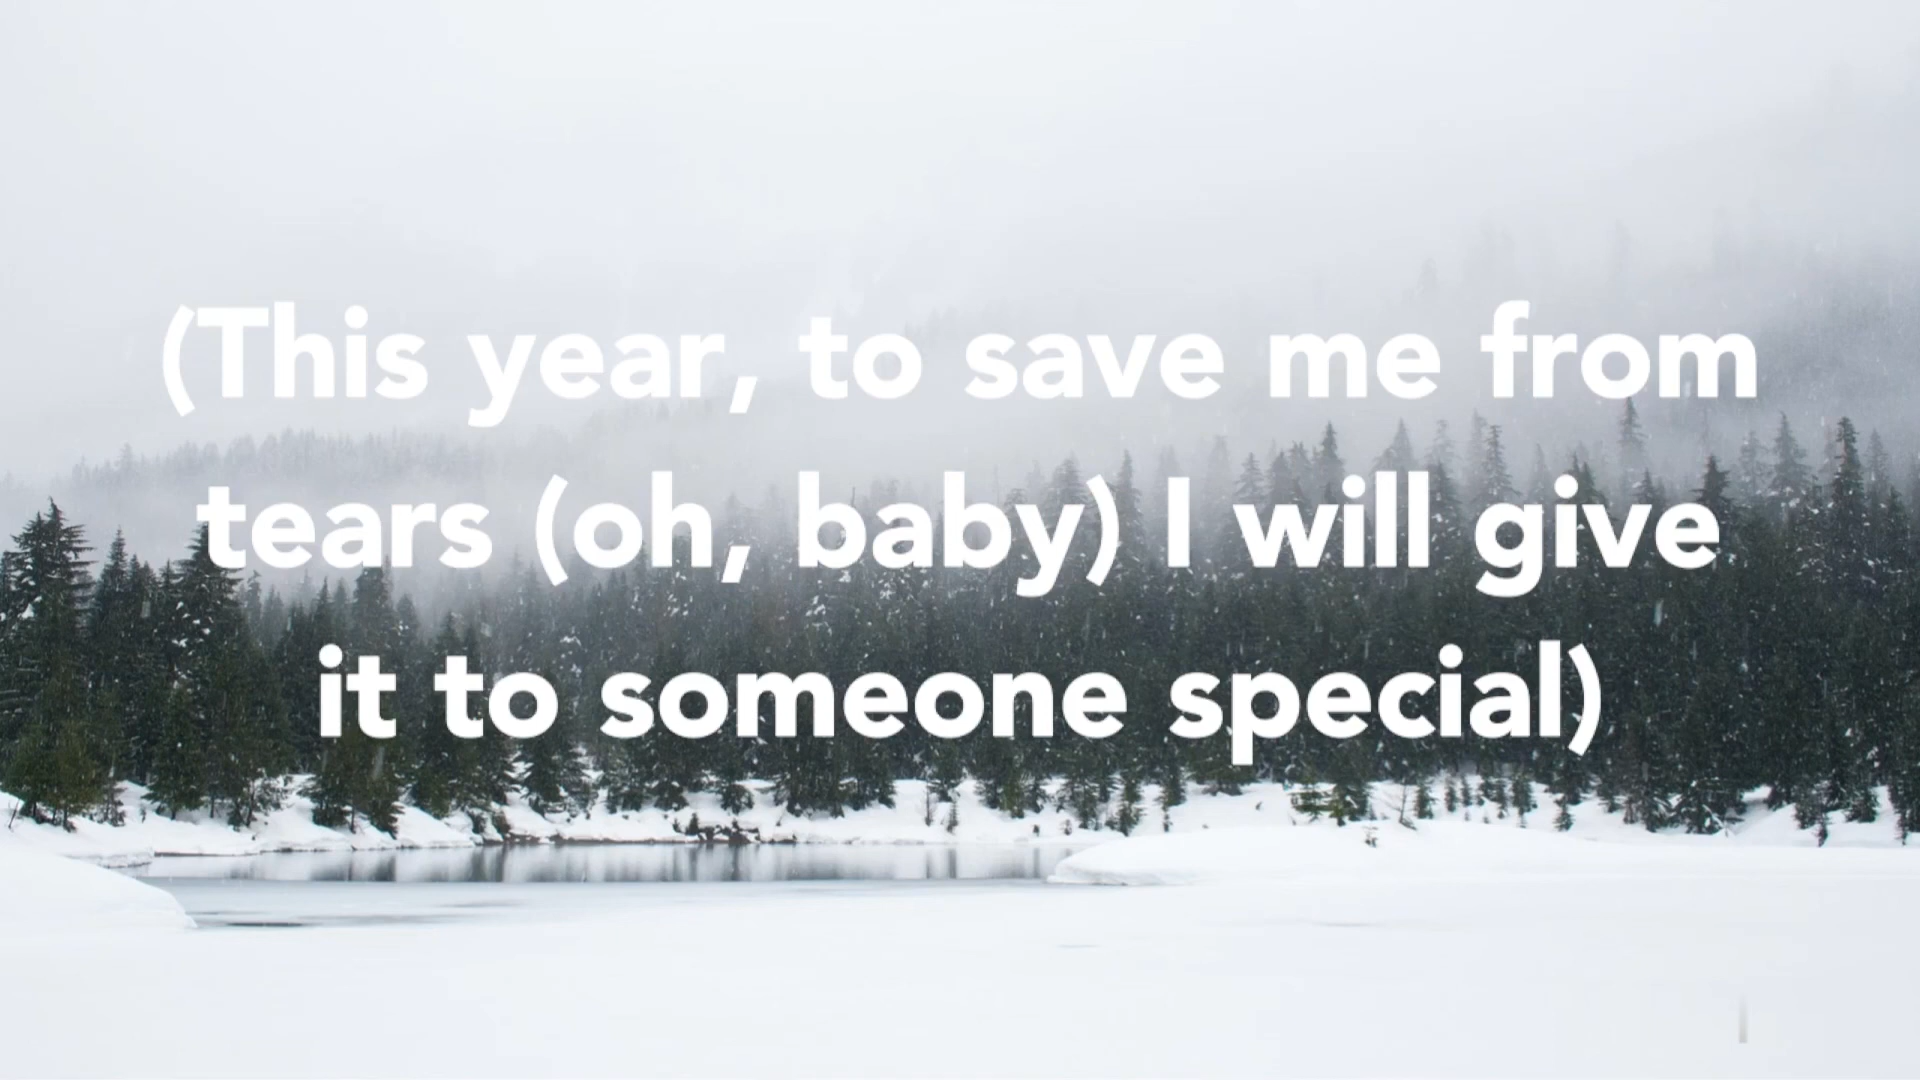 (This year, to save me from
tears (oh, baby) I will give
it to someone special)